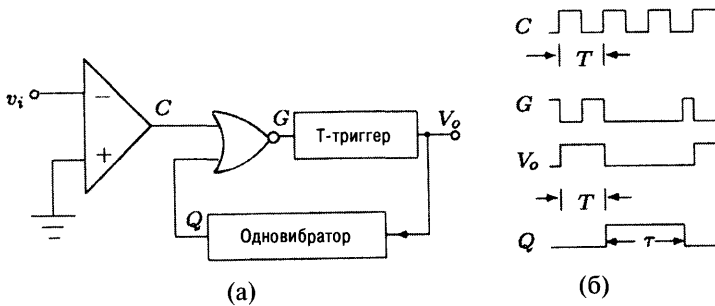 v_i
−
+
C
G
Т-триггер
V_o
Q
Одновибратор
(а)
C
T
G
V_o
T
Q
τ
(б)